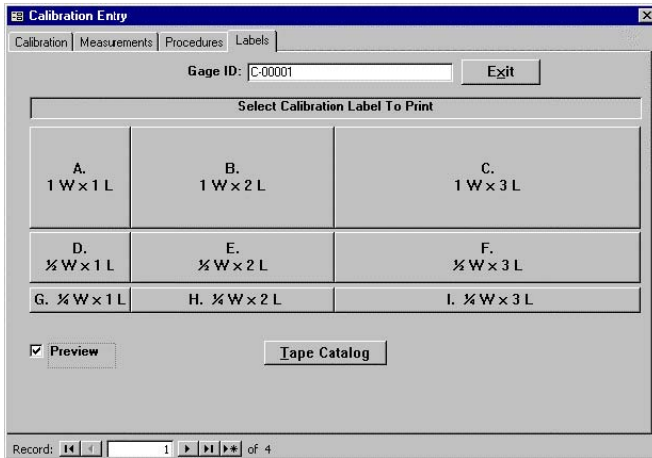 Calibration Entry
Calibration Measurements Procedures Labels
Gage ID: C-00001 Exit
Select Calibration Label To Print
A.
1 W x 1 L
B.
1 W x 2 L
C.
1 W x 3 L
D.
½ W x 1 L
E.
½ W x 2 L
F.
½ W x 3 L
G. ¼ W x 1 L
H. ¼ W x 2 L
I. ¼ W x 3 L
Preview
Tape Catalog
Record: 1 of 4